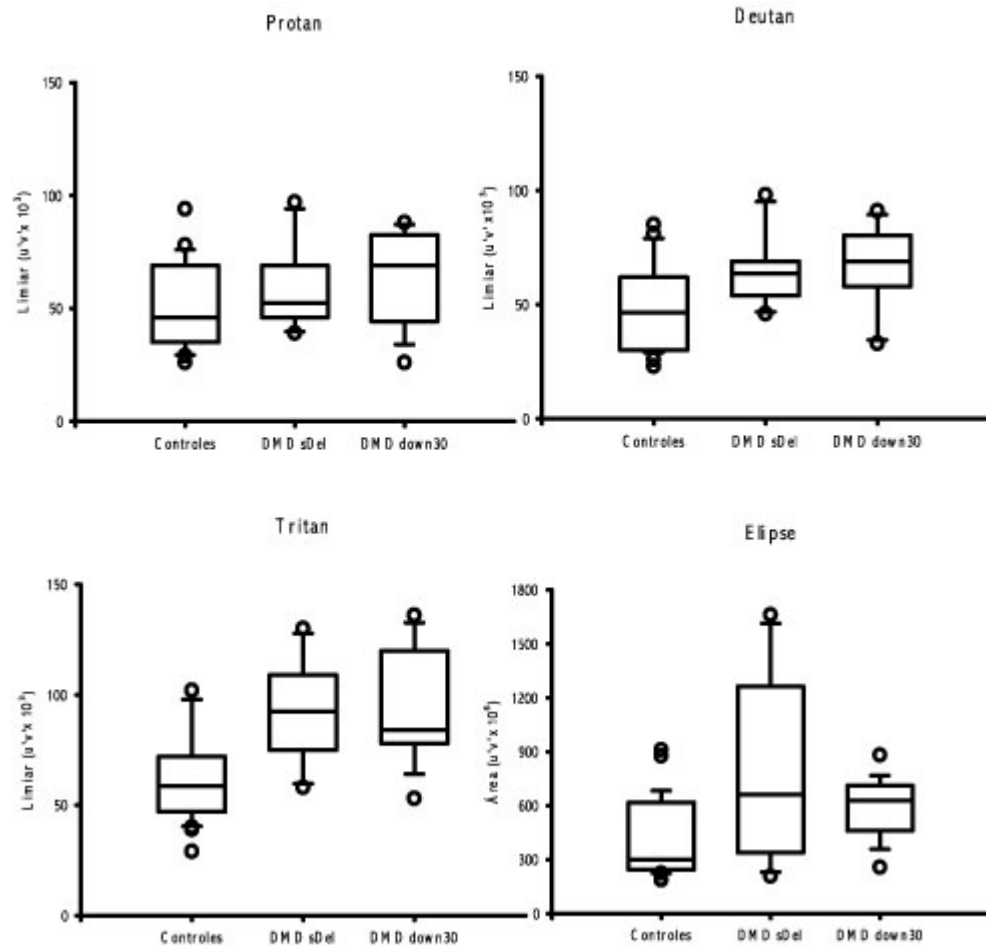 Protan
150
100
50
0
Limiar (u'v' x 10³)
Controles DMD sDel DMD down30
Deutan
150
100
50
0
Limiar (u'v' x 10³)
Controles DMD sDel DMD down30
Tritan
150
100
50
0
Limiar (u'v' x 10³)
Controles DMD sDel DMD down30
Elipse
1800
1500
1200
900
600
300
0
Área (u'v' x 10⁶)
Controles DMD sDel DMD down30